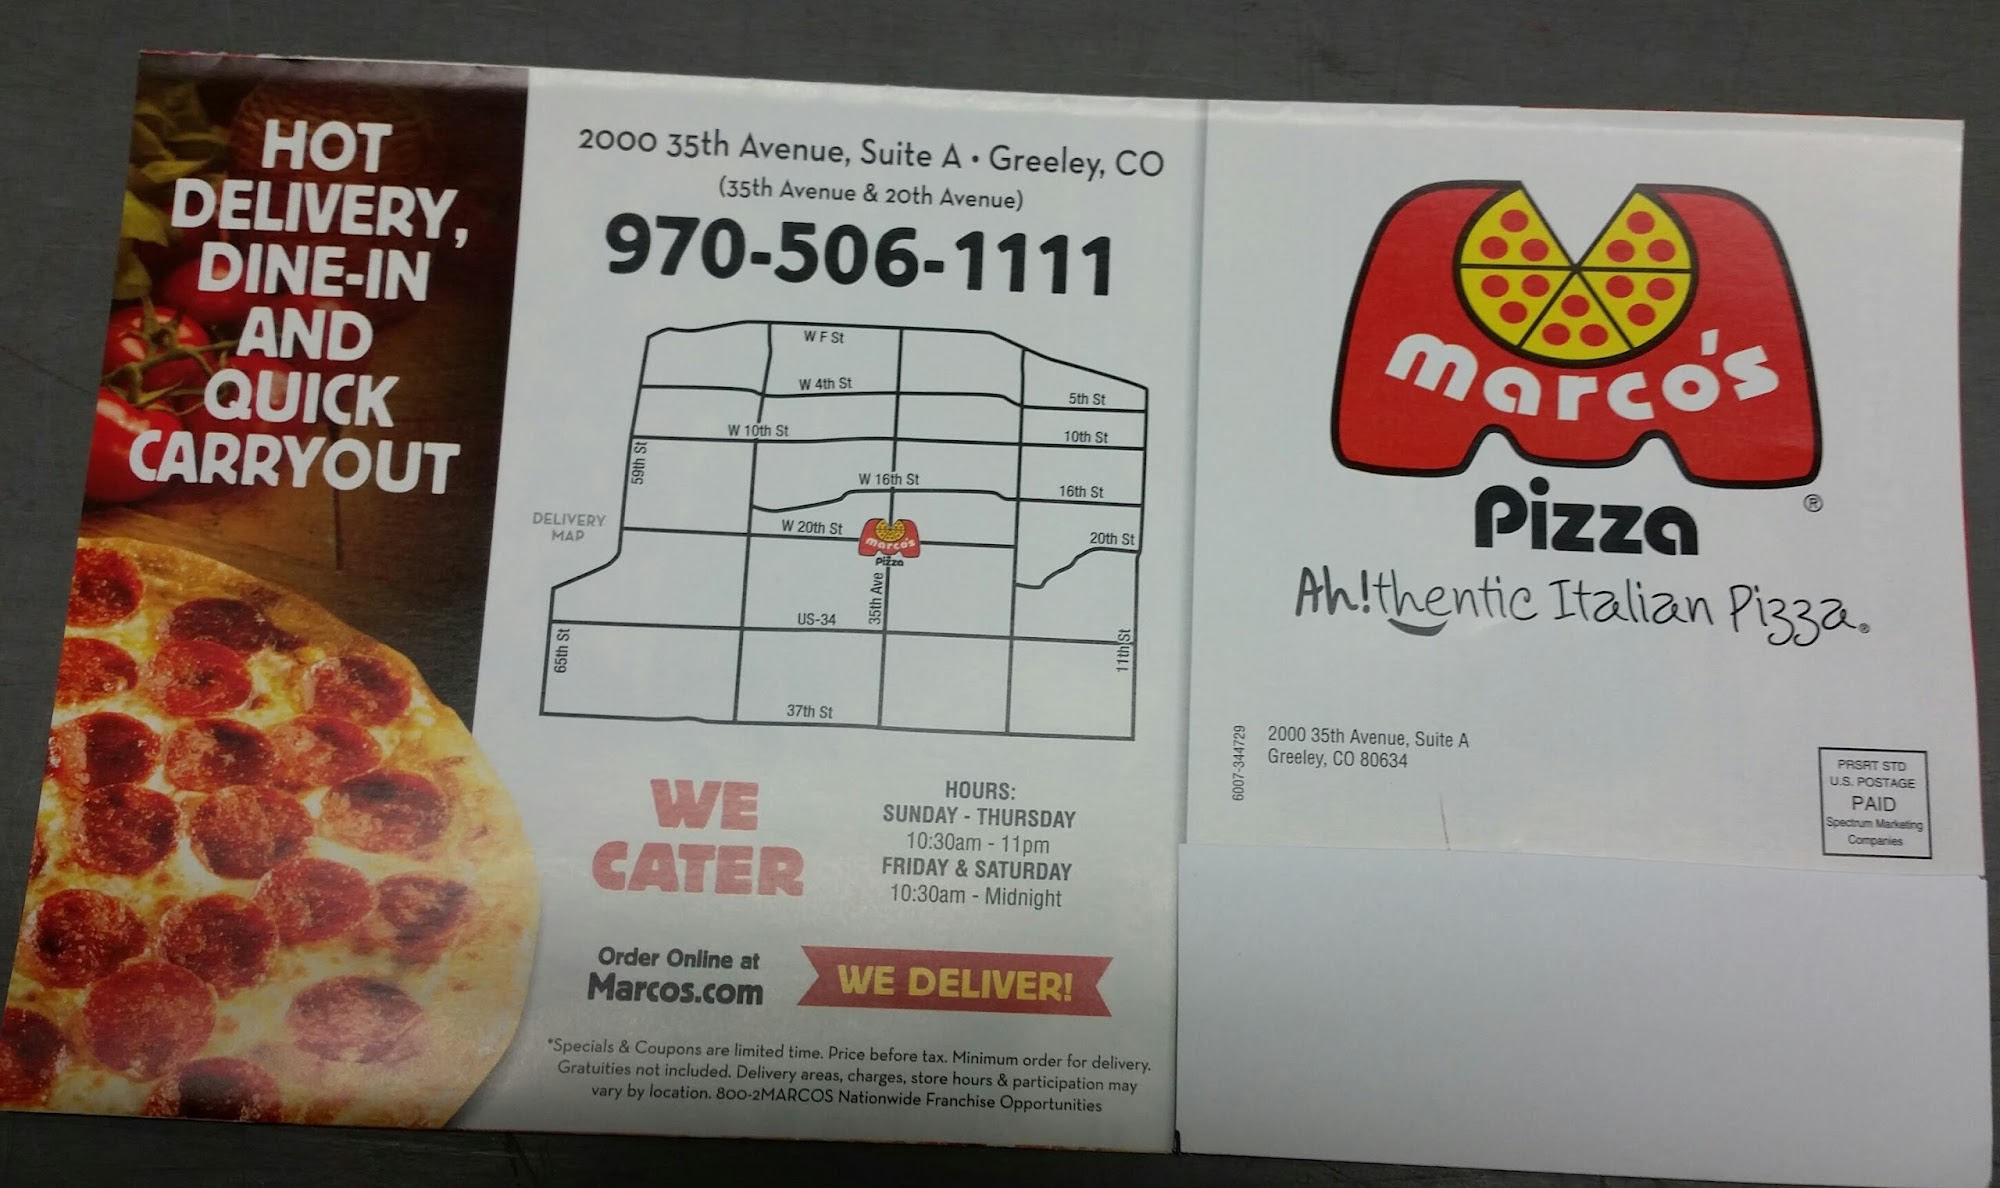 HOT
DELIVERY,
DINE-IN
AND
QUICK
CARRYOUT
2000 35th Avenue, Suite A • Greeley, CO
(35th Avenue & 20th Avenue)
970-506-1111
W F St
W 4th St
5th St
W 10th St
10th St
59th St
W 16th St
16th St
DELIVERY
MAP
W 20th St
marco's
Pizza
20th St
35th Ave
US-34
65th St
11th St
37th St
WE
CATER
HOURS:
SUNDAY - THURSDAY
10:30am - 11pm
FRIDAY & SATURDAY
10:30am - Midnight
Order Online at
Marcos.com
WE DELIVER!
*Specials & Coupons are limited time. Price before tax. Minimum order for delivery.
Gratuities not included. Delivery areas, charges, store hours & participation may
vary by location. 800-2MARCOS Nationwide Franchise Opportunities
marco's
Pizza
®
Ah!thentic Italian Pizza®
6007-344729
2000 35th Avenue, Suite A
Greeley, CO 80634
PRSRT STD
U.S. POSTAGE
PAID
Spectrum Marketing
Companies